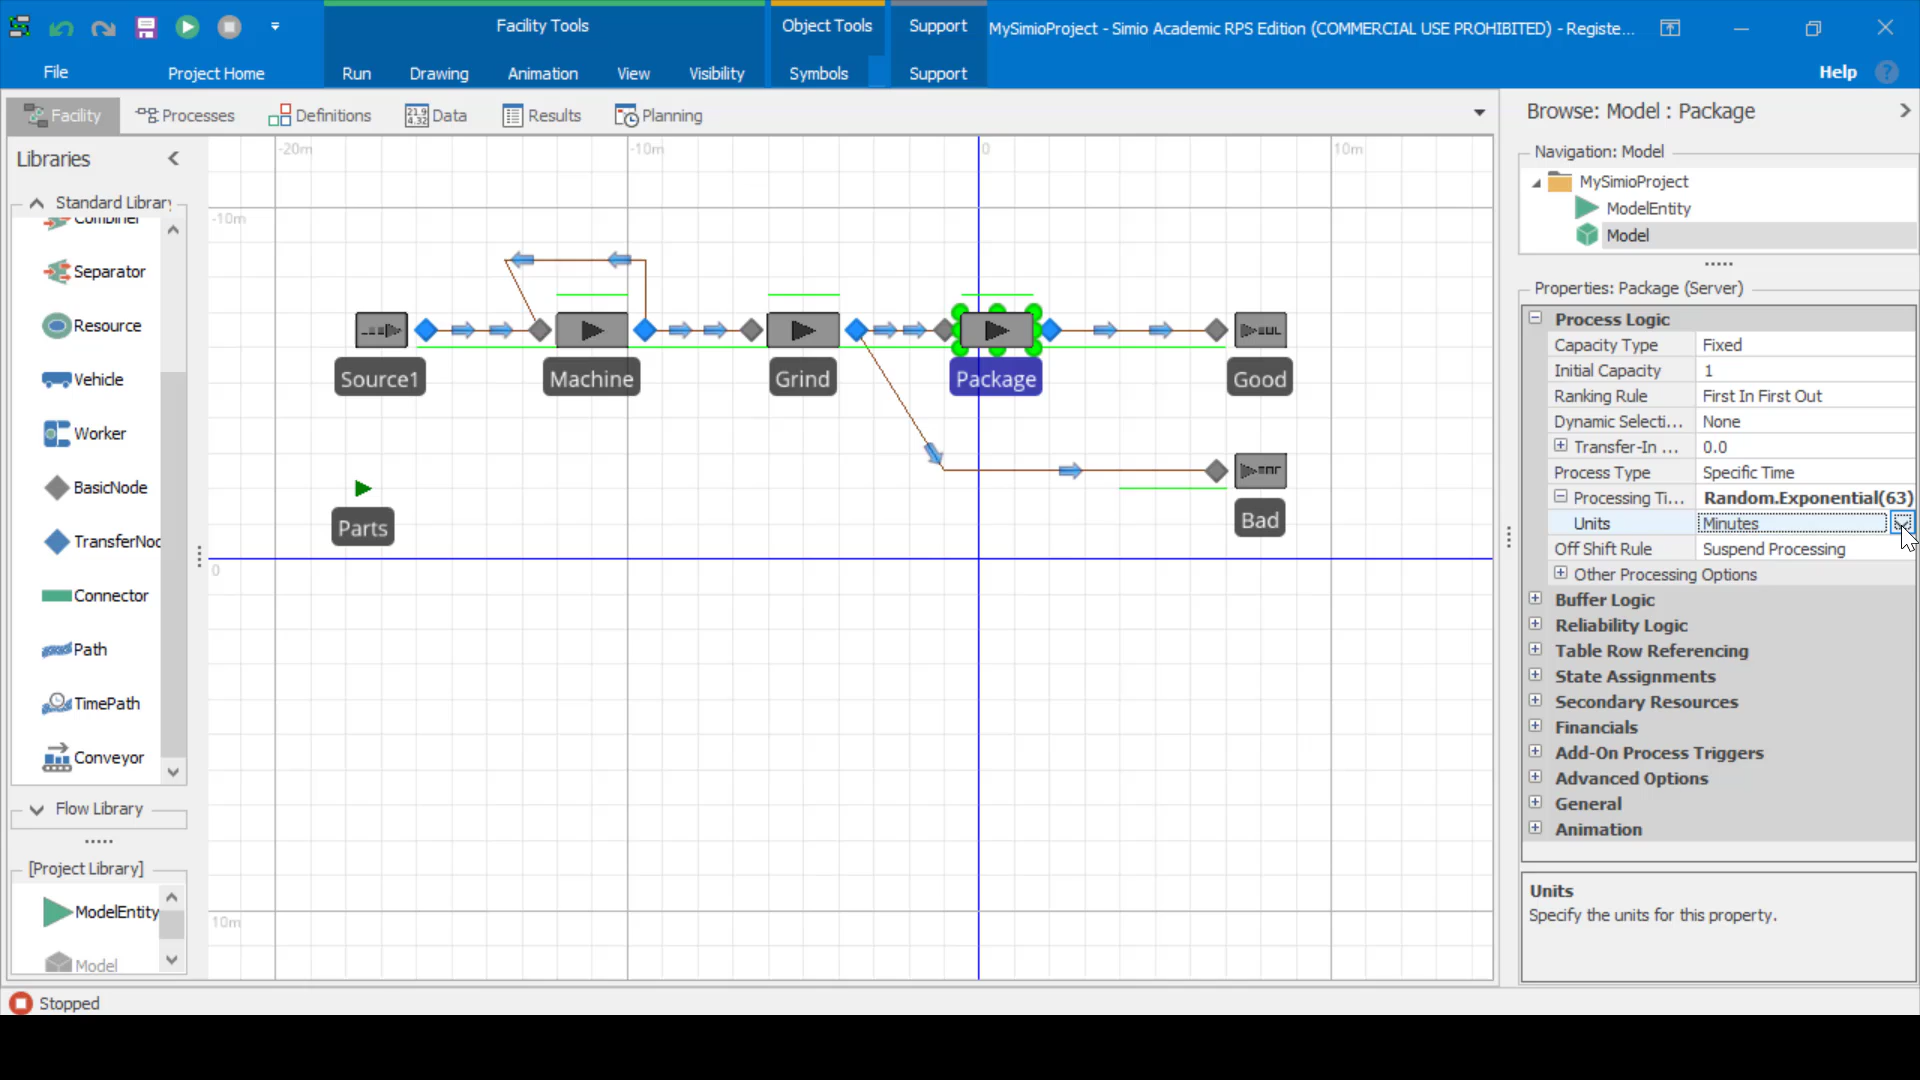 Facility Tools
Object Tools
Support
MySimioProject - Simio Academic RPS Edition (COMMERCIAL USE PROHIBITED) - Registe...
File
Project Home
Run
Drawing
Animation
View
Visibility
Symbols
Support
Help
Facility
Processes
Definitions
Data
Results
Planning
Libraries
Standard Library
Combiner
Separator
Resource
Vehicle
Worker
BasicNode
TransferNod
Connector
Path
TimePath
Conveyor
Flow Library
[Project Library]
ModelEntity
Model
-20m
-10m
0
10m
-10m
0
10m
Source1
Machine
Grind
Package
Good
Parts
Bad
Browse: Model : Package
Navigation: Model
MySimioProject
ModelEntity
Model
Properties: Package (Server)
Process Logic
Capacity Type Fixed
Initial Capacity 1
Ranking Rule First In First Out
Dynamic Selecti... None
Transfer-In ... 0.0
Process Type Specific Time
Processing Ti... Random.Exponential(63)
Units Minutes
Off Shift Rule Suspend Processing
Other Processing Options
Buffer Logic
Reliability Logic
Table Row Referencing
State Assignments
Secondary Resources
Financials
Add-On Process Triggers
Advanced Options
General
Animation
Units
Specify the units for this property.
Stopped